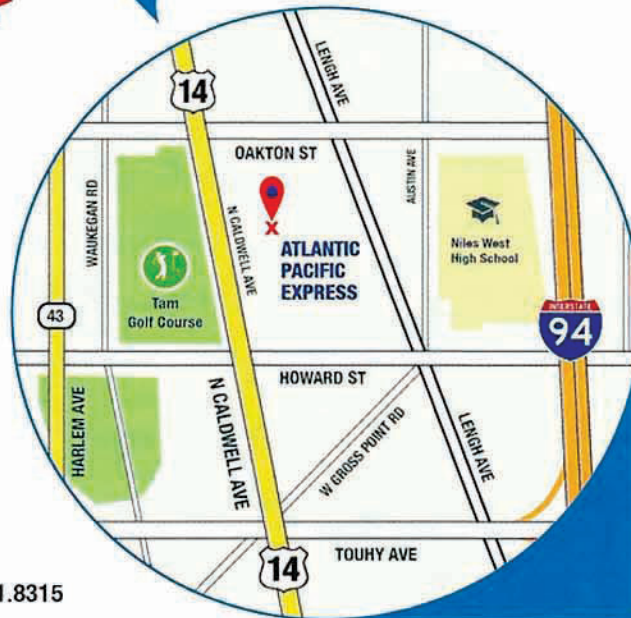 14
LENGH AVE
OAKTON ST
WAUKEGAN RD
N CALDWELL AVE
AUSTIN AVE
X
ATLANTIC
PACIFIC
EXPRESS
Niles West
High School
Tam
Golf Course
43
INTERSTATE
94
HOWARD ST
HARLEM AVE
N CALDWELL AVE
W GROSS POINT RD
LENGH AVE
TOUHY AVE
14
.8315